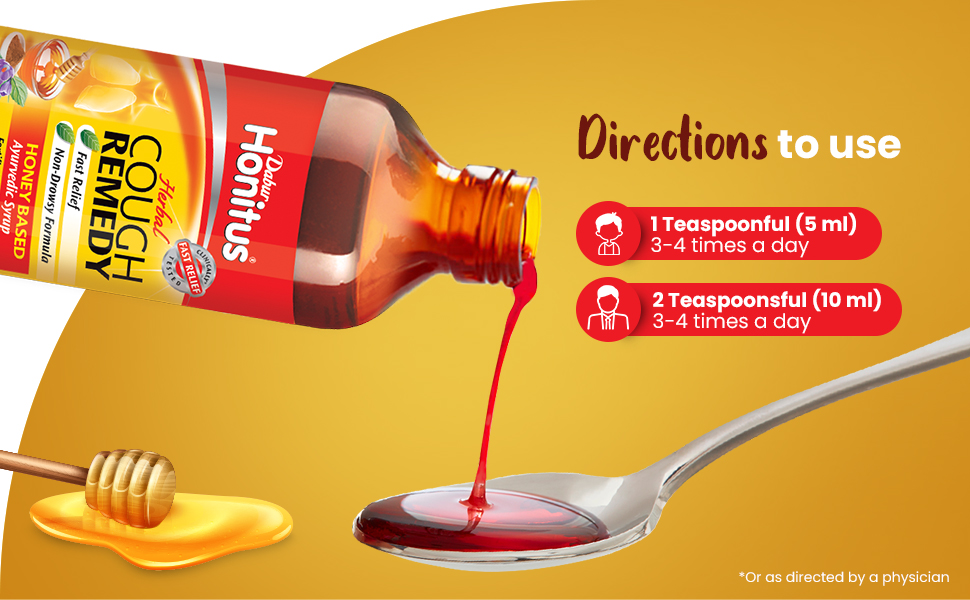 Directions to use
1 Teaspoonful (5 ml)
3-4 times a day
2 Teaspoonsful (10 ml)
3-4 times a day
Dabur
Honitus®
CLINICALLY
FAST RELIEF
TESTED
Herbal
COUGH
REMEDY
Fast Relief
Non-Drowsy Formula
HONEY BASED
Ayurvedic Syrup
*Or as directed by a physician